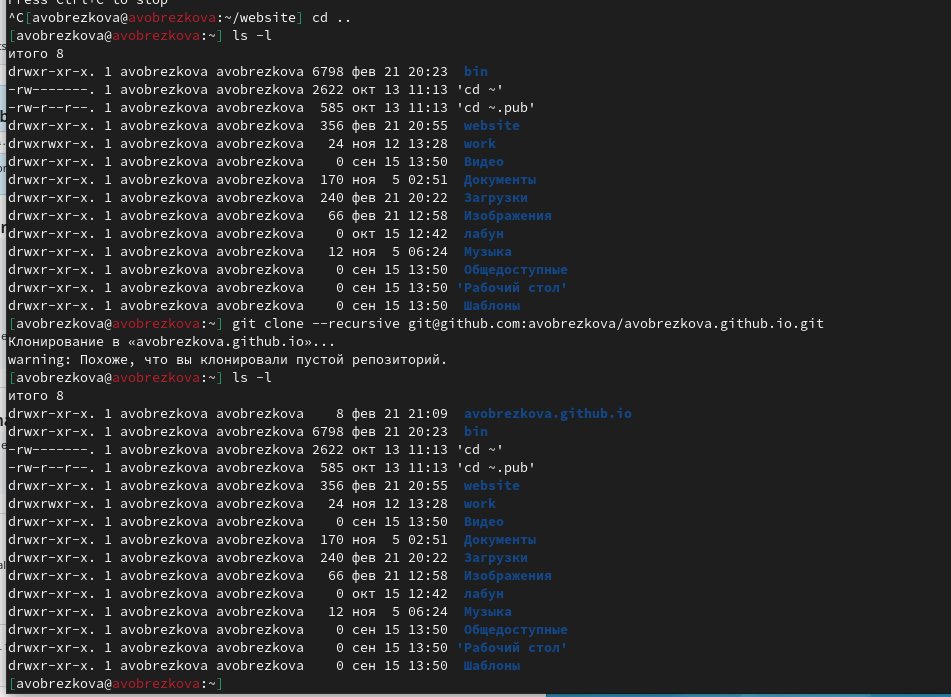 Press Ctrl+C to stop
^C[avobrezkova@avobrezkova:~/website] cd ..
[avobrezkova@avobrezkova:~] ls -l
итого 8
drwxr-xr-x. 1 avobrezkova avobrezkova 6798 фев 21 20:23  bin
-rw-------. 1 avobrezkova avobrezkova 2622 окт 13 11:13 'cd ~'
-rw-r--r--. 1 avobrezkova avobrezkova  585 окт 13 11:13 'cd ~.pub'
drwxr-xr-x. 1 avobrezkova avobrezkova  356 фев 21 20:55  website
drwxrwxr-x. 1 avobrezkova avobrezkova   24 ноя 12 13:28  work
drwxr-xr-x. 1 avobrezkova avobrezkova    0 сен 15 13:50  Видео
drwxr-xr-x. 1 avobrezkova avobrezkova  170 ноя  5 02:51  Документы
drwxr-xr-x. 1 avobrezkova avobrezkova  240 фев 21 20:22  Загрузки
drwxr-xr-x. 1 avobrezkova avobrezkova   66 фев 21 12:58  Изображения
drwxr-xr-x. 1 avobrezkova avobrezkova    0 окт 15 12:42  лабун
drwxr-xr-x. 1 avobrezkova avobrezkova   12 ноя  5 06:24  Музыка
drwxr-xr-x. 1 avobrezkova avobrezkova    0 сен 15 13:50  Общедоступные
drwxr-xr-x. 1 avobrezkova avobrezkova    0 сен 15 13:50 'Рабочий стол'
drwxr-xr-x. 1 avobrezkova avobrezkova    0 сен 15 13:50  Шаблоны
[avobrezkova@avobrezkova:~] git clone --recursive git@github.com:avobrezkova/avobrezkova.github.io.git
Клонирование в «avobrezkova.github.io»...
warning: Похоже, что вы клонировали пустой репозиторий.
[avobrezkova@avobrezkova:~] ls -l
итого 8
drwxr-xr-x. 1 avobrezkova avobrezkova    8 фев 21 21:09  avobrezkova.github.io
drwxr-xr-x. 1 avobrezkova avobrezkova 6798 фев 21 20:23  bin
-rw-------. 1 avobrezkova avobrezkova 2622 окт 13 11:13 'cd ~'
-rw-r--r--. 1 avobrezkova avobrezkova  585 окт 13 11:13 'cd ~.pub'
drwxr-xr-x. 1 avobrezkova avobrezkova  356 фев 21 20:55  website
drwxrwxr-x. 1 avobrezkova avobrezkova   24 ноя 12 13:28  work
drwxr-xr-x. 1 avobrezkova avobrezkova    0 сен 15 13:50  Видео
drwxr-xr-x. 1 avobrezkova avobrezkova  170 ноя  5 02:51  Документы
drwxr-xr-x. 1 avobrezkova avobrezkova  240 фев 21 20:22  Загрузки
drwxr-xr-x. 1 avobrezkova avobrezkova   66 фев 21 12:58  Изображения
drwxr-xr-x. 1 avobrezkova avobrezkova    0 окт 15 12:42  лабун
drwxr-xr-x. 1 avobrezkova avobrezkova   12 ноя  5 06:24  Музыка
drwxr-xr-x. 1 avobrezkova avobrezkova    0 сен 15 13:50  Общедоступные
drwxr-xr-x. 1 avobrezkova avobrezkova    0 сен 15 13:50 'Рабочий стол'
drwxr-xr-x. 1 avobrezkova avobrezkova    0 сен 15 13:50  Шаблоны
[avobrezkova@avobrezkova:~]